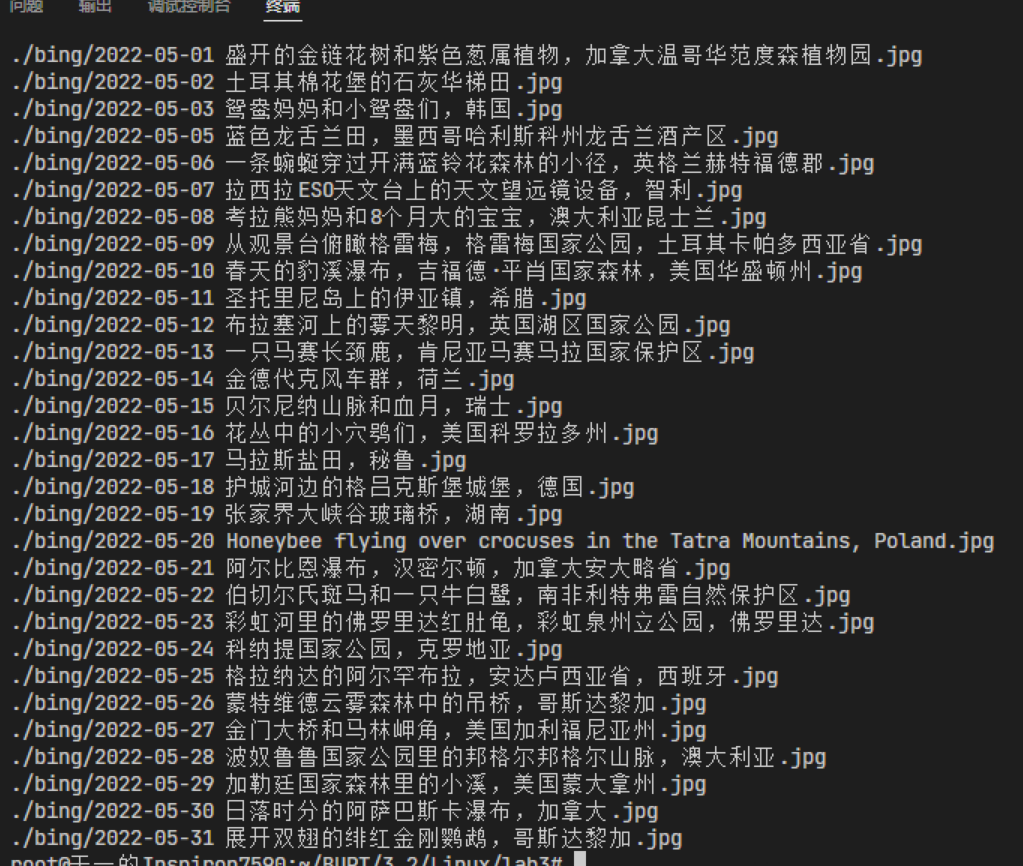 问题 输出 调试控制台 终端
./bing/2022-05-01 盛开的金链花树和紫色葱属植物，加拿大温哥华范度森植物园.jpg
./bing/2022-05-02 土耳其棉花堡的石灰华梯田.jpg
./bing/2022-05-03 鸳鸯妈妈和小鸳鸯们，韩国.jpg
./bing/2022-05-05 蓝色龙舌兰田，墨西哥哈利斯科州龙舌兰酒产区.jpg
./bing/2022-05-06 一条蜿蜒穿过开满蓝铃花森林的小径，英格兰赫特福德郡.jpg
./bing/2022-05-07 拉西拉ESO天文台上的天文望远镜设备，智利.jpg
./bing/2022-05-08 考拉熊妈妈和8个月大的宝宝，澳大利亚昆士兰.jpg
./bing/2022-05-09 从观景台俯瞰格雷梅，格雷梅国家公园，土耳其卡帕多西亚省.jpg
./bing/2022-05-10 春天的豹溪瀑布，吉福德·平肖国家森林，美国华盛顿州.jpg
./bing/2022-05-11 圣托里尼岛上的伊亚镇，希腊.jpg
./bing/2022-05-12 布拉塞河上的雾天黎明，英国湖区国家公园.jpg
./bing/2022-05-13 一只马赛长颈鹿，肯尼亚马赛马拉国家保护区.jpg
./bing/2022-05-14 金德代克风车群，荷兰.jpg
./bing/2022-05-15 贝尔尼纳山脉和血月，瑞士.jpg
./bing/2022-05-16 花丛中的小穴鸮们，美国科罗拉多州.jpg
./bing/2022-05-17 马拉斯盐田，秘鲁.jpg
./bing/2022-05-18 护城河边的格吕克斯堡城堡，德国.jpg
./bing/2022-05-19 张家界大峡谷玻璃桥，湖南.jpg
./bing/2022-05-20 Honeybee flying over crocuses in the Tatra Mountains, Poland.jpg
./bing/2022-05-21 阿尔比恩瀑布，汉密尔顿，加拿大安大略省.jpg
./bing/2022-05-22 伯切尔氏斑马和一只牛白鹭，南非利特弗雷自然保护区.jpg
./bing/2022-05-23 彩虹河里的佛罗里达红肚龟，彩虹泉州立公园，佛罗里达.jpg
./bing/2022-05-24 科纳提国家公园，克罗地亚.jpg
./bing/2022-05-25 格拉纳达的阿尔罕布拉，安达卢西亚省，西班牙.jpg
./bing/2022-05-26 蒙特维德云雾森林中的吊桥，哥斯达黎加.jpg
./bing/2022-05-27 金门大桥和马林岬角，美国加利福尼亚州.jpg
./bing/2022-05-28 波奴鲁鲁国家公园里的邦格尔邦格尔山脉，澳大利亚.jpg
./bing/2022-05-29 加勒廷国家森林里的小溪，美国蒙大拿州.jpg
./bing/2022-05-30 日落时分的阿萨巴斯卡瀑布，加拿大.jpg
./bing/2022-05-31 展开双翅的绯红金刚鹦鹉，哥斯达黎加.jpg
的Inspiron7590:~/BUPT/3_2/Linux/lab3#